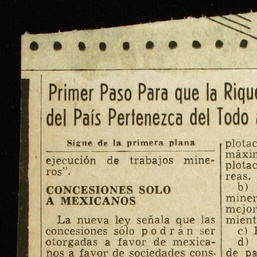 Primer Paso Para que la Rique
del País Pertenezca del Todo a
Sigue de la primera plana
ejecución de trabajos mine-
ros".
CONCESIONES SOLO
A MEXICANOS
La nueva ley señala que las
concesiones sólo podrán ser
otorgadas a favor de mexica-
nos a favor de sociedades cons-
plotac
máxim
plotac
reas.
b)
miner
mejor
mient
c) E
d)
de pa